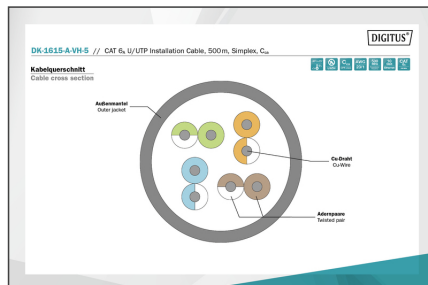 DIGITUS®
DK-1615-A-VH-5 // CAT 6A U/UTP Installation Cable, 500 m, Simplex, Cca
Kabelquerschnitt
Cable cross section
Außenmantel
Outer jacket
Cu-Draht
Cu-Wire
Adernpaare
Twisted pair